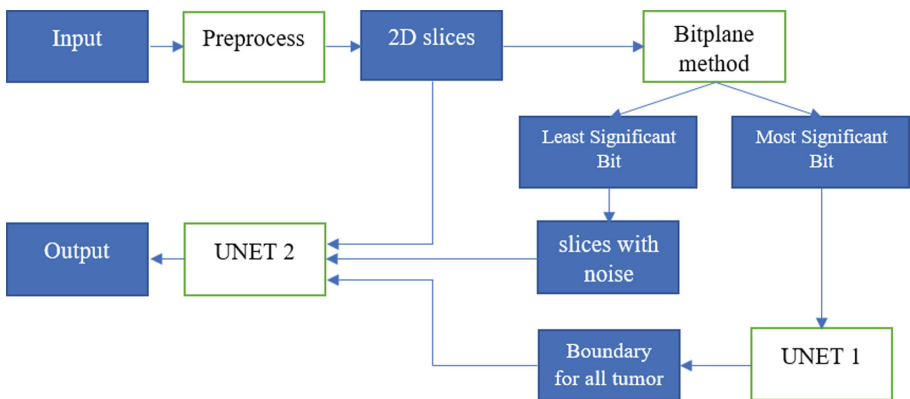 Input
Preprocess
2D slices
Bitplane
method
Least Significant
Bit
Most Significant
Bit
Output
UNET 2
slices with
noise
Boundary
for all tumor
UNET 1